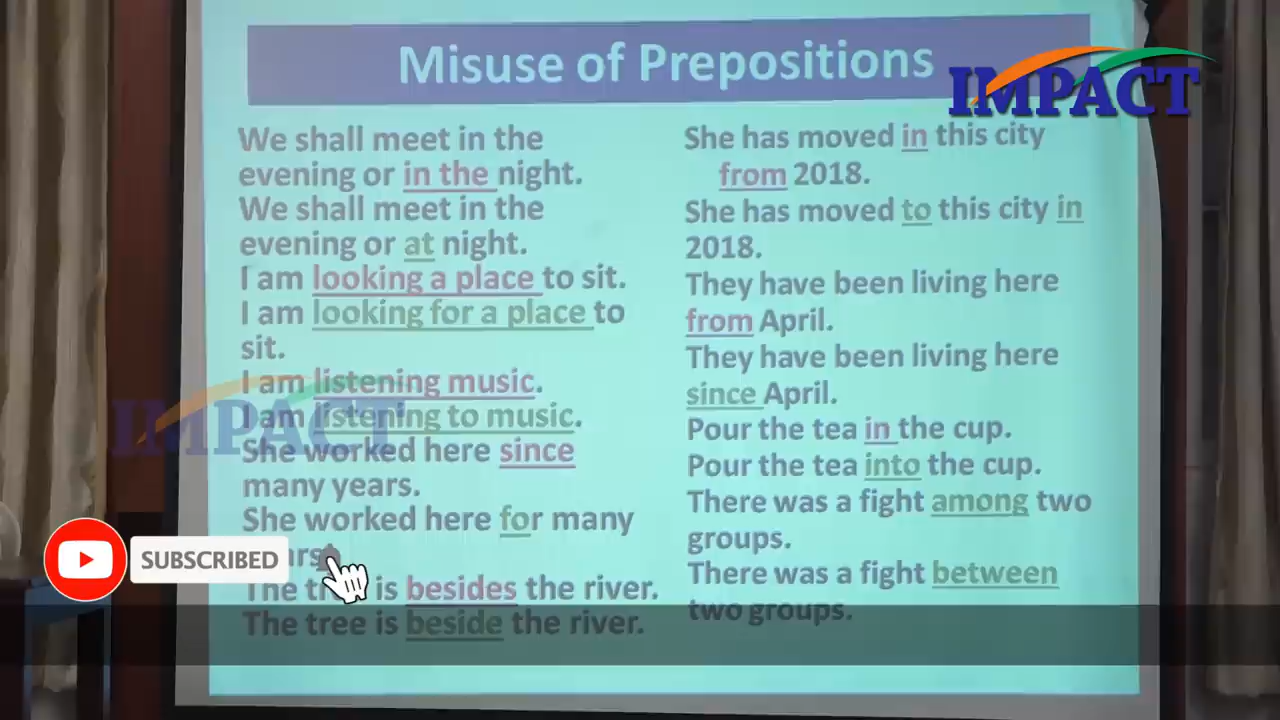 Misuse of Prepositions
IMPACT
We shall meet in the
evening or in the night.
We shall meet in the
evening or at night.
I am looking a place to sit.
I am looking for a place to
sit.
I am listening music.
I am listening to music.
She worked here since
many years.
She worked here for many
The tree is besides the river.
The tree is beside the river.
She has moved in this city
from 2018.
She has moved to this city in
2018.
They have been living here
from April.
They have been living here
since April.
Pour the tea in the cup.
Pour the tea into the cup.
There was a fight among two
groups.
There was a fight between
two groups.
IMPACT
SUBSCRIBED